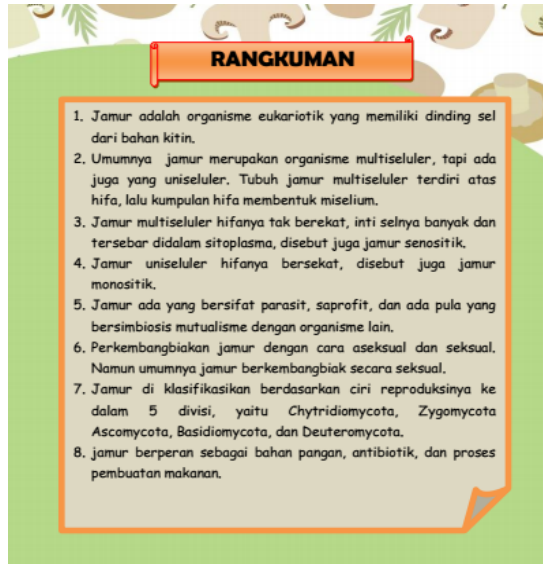 RANGKUMAN
1. Jamur adalah organisme eukariotik yang memiliki dinding sel
dari bahan kitin.
2. Umumnya jamur merupakan organisme multiseluler, tapi ada
juga yang uniseluler. Tubuh jamur multiseluler terdiri atas
hifa, lalu kumpulan hifa membentuk miselium.
3. Jamur multiseluler hifanya tak berekat, inti selnya banyak dan
tersebar didalam sitoplasma, disebut juga jamur senositik.
4. Jamur uniseluler hifanya bersekat, disebut juga jamur
monositik.
5. Jamur ada yang bersifat parasit, saprofit, dan ada pula yang
bersimbiosis mutualisme dengan organisme lain.
6. Perkembangbiakan jamur dengan cara aseksual dan seksual.
Namun umumnya jamur berkembangbiak secara seksual.
7. Jamur di klasifikasikan berdasarkan ciri reproduksinya ke
dalam 5 divisi, yaitu Chytridiomycota, Zygomycota
Ascomycota, Basidiomycota, dan Deuteromycota.
8. jamur berperan sebagai bahan pangan, antibiotik, dan proses
pembuatan makanan.